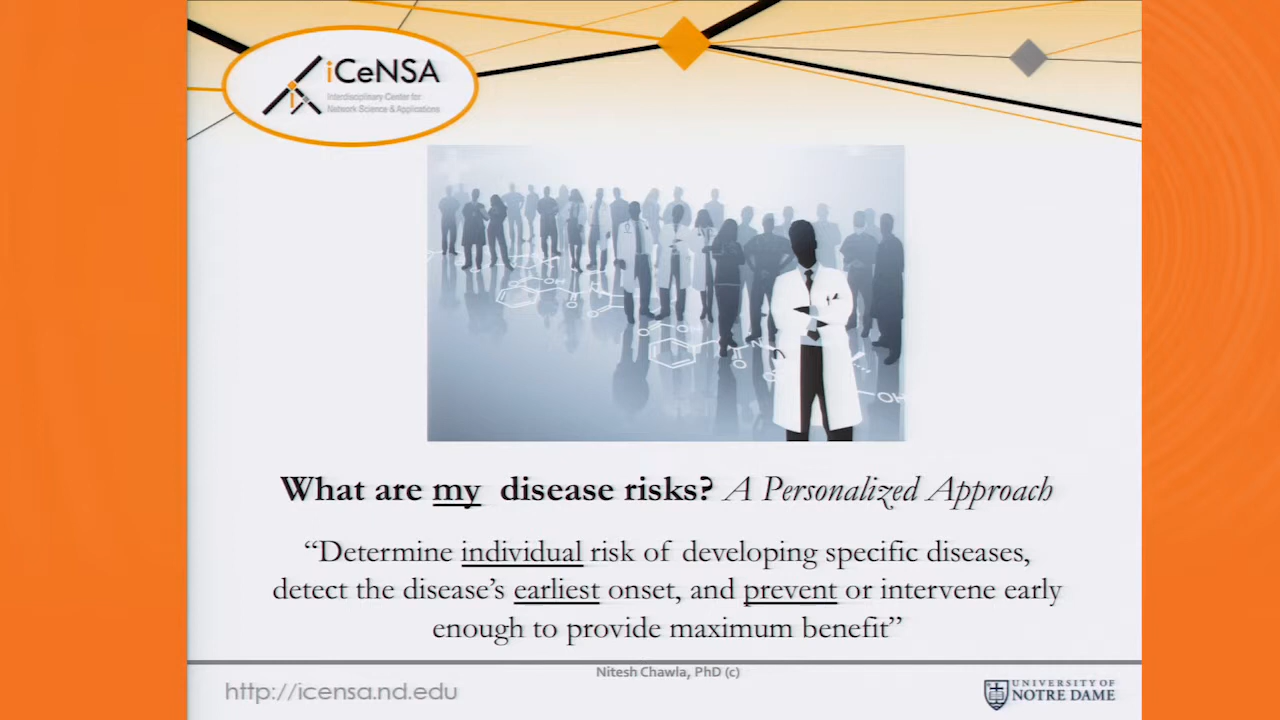 iCeNSA
Interdisciplinary Center for
Network Science & Applications
OH
What are my disease risks? A Personalized Approach
“Determine individual risk of developing specific diseases,
detect the disease’s earliest onset, and prevent or intervene early
enough to provide maximum benefit”
Nitesh Chawla, PhD (c)
http://icensa.nd.edu
UNIVERSITY OF
NOTRE DAME